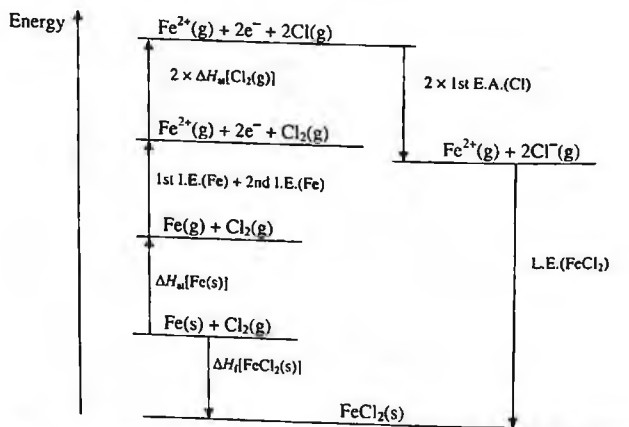 Energy
Fe²⁺(g) + 2e⁻ + 2Cl(g)
2 × ΔHat[Cl₂(g)]
2 × 1st E.A.(Cl)
Fe²⁺(g) + 2e⁻ + Cl₂(g)
Fe²⁺(g) + 2Cl⁻(g)
1st I.E.(Fe) + 2nd I.E.(Fe)
Fe(g) + Cl₂(g)
L.E.(FeCl₂)
ΔHat[Fe(s)]
Fe(s) + Cl₂(g)
ΔHf[FeCl₂(s)]
FeCl₂(s)